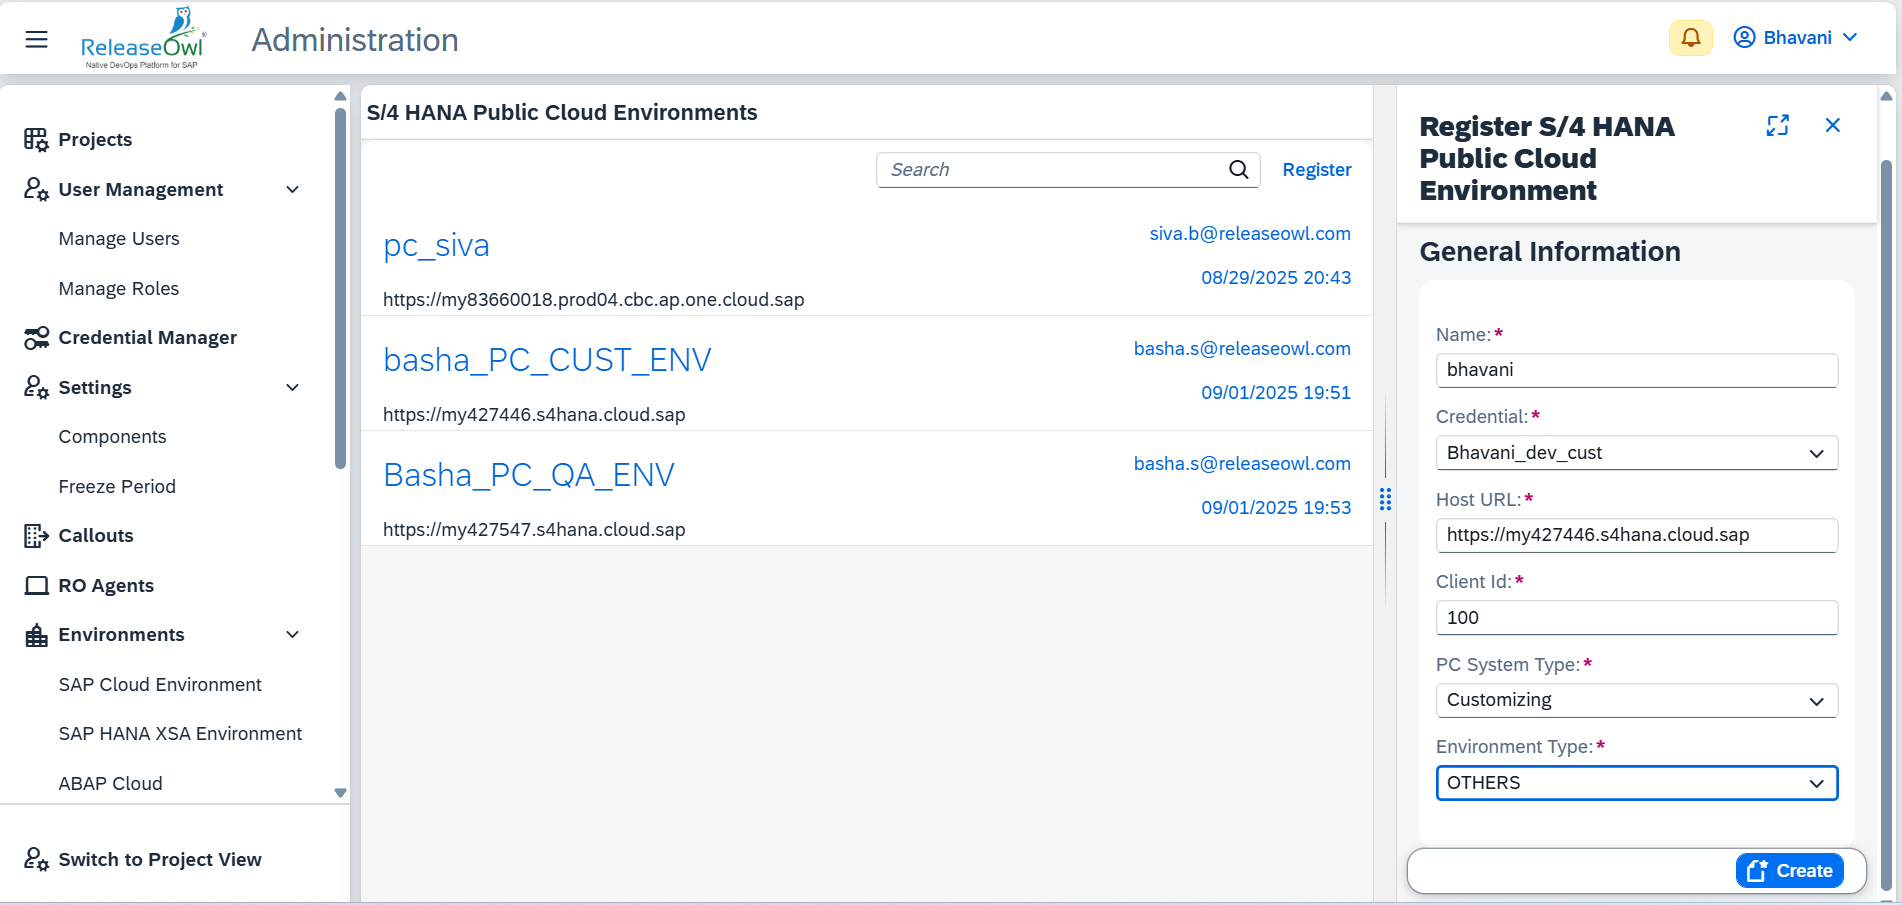 ReleaseOwl®
Native DevOps Platform for SAP
Administration
Bhavani
Projects
User Management
Manage Users
Manage Roles
Credential Manager
Settings
Components
Freeze Period
Callouts
RO Agents
Environments
SAP Cloud Environment
SAP HANA XSA Environment
ABAP Cloud
Switch to Project View
S/4 HANA Public Cloud Environments
Search
Register
pc_siva
siva.b@releaseowl.com
08/29/2025 20:43
https://my83660018.prod04.cbc.ap.one.cloud.sap
basha_PC_CUST_ENV
basha.s@releaseowl.com
09/01/2025 19:51
https://my427446.s4hana.cloud.sap
Basha_PC_QA_ENV
basha.s@releaseowl.com
09/01/2025 19:53
https://my427547.s4hana.cloud.sap
Register S/4 HANA
Public Cloud
Environment
General Information
Name:*
bhavani
Credential:*
Bhavani_dev_cust
Host URL:*
https://my427446.s4hana.cloud.sap
Client Id:*
100
PC System Type:*
Customizing
Environment Type:*
OTHERS
Create